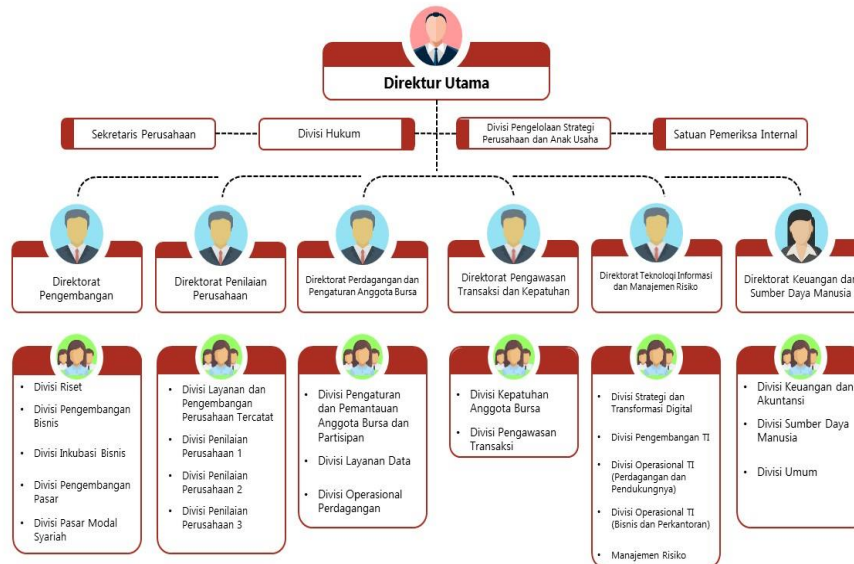 Direktur Utama
Sekretaris Perusahaan
Divisi Hukum
Divisi Pengelolaan Strategi
Perusahaan dan Anak Usaha
Satuan Pemeriksa Internal
Direktorat
Pengembangan
Direktorat Penilaian
Perusahaan
Direktorat Perdagangan dan
Pengaturan Anggota Bursa
Direktorat Pengawasan
Transaksi dan Kepatuhan
Direktorat Teknologi Informasi
dan Manajemen Risiko
Direktorat Keuangan dan
Sumber Daya Manusia
• Divisi Riset
• Divisi Pengembangan
Bisnis
• Divisi Inkubasi Bisnis
• Divisi Pengembangan
Pasar
• Divisi Pasar Modal
Syariah
• Divisi Layanan dan
Pengembangan
Perusahaan Tercatat
• Divisi Penilaian
Perusahaan 1
• Divisi Penilaian
Perusahaan 2
• Divisi Penilaian
Perusahaan 3
• Divisi Pengaturan
dan Pemantauan
Anggota Bursa dan
Partisipan
• Divisi Layanan Data
• Divisi Operasional
Perdagangan
• Divisi Kepatuhan
Anggota Bursa
• Divisi Pengawasan
Transaksi
• Divisi Strategi dan
Transformasi Digital
• Divisi Pengembangan TI
• Divisi Operasional TI
(Perdagangan dan
Pendukungnya)
• Divisi Operasional TI
(Bisnis dan Perkantoran)
• Manajemen Risiko
• Divisi Keuangan dan
Akuntansi
• Divisi Sumber Daya
Manusia
• Divisi Umum